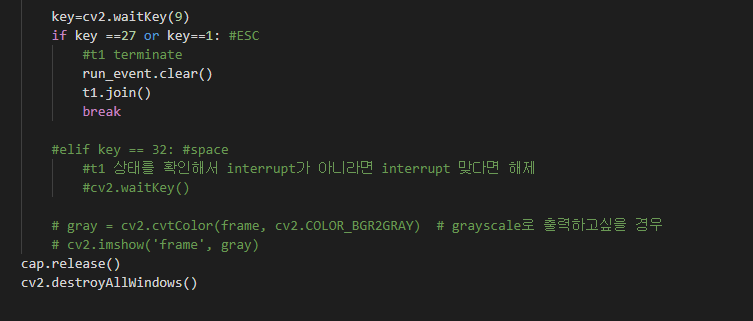 key=cv2.waitKey(9)
if key ==27 or key==1: #ESC
#t1 terminate
run_event.clear()
t1.join()
break
#elif key == 32: #space
#t1 상태를 확인해서 interrupt가 아니라면 interrupt 맞다면 해제
#cv2.waitKey()
# gray = cv2.cvtColor(frame, cv2.COLOR_BGR2GRAY)  # grayscale로 출력하고싶을 경우
# cv2.imshow('frame', gray)
cap.release()
cv2.destroyAllWindows()